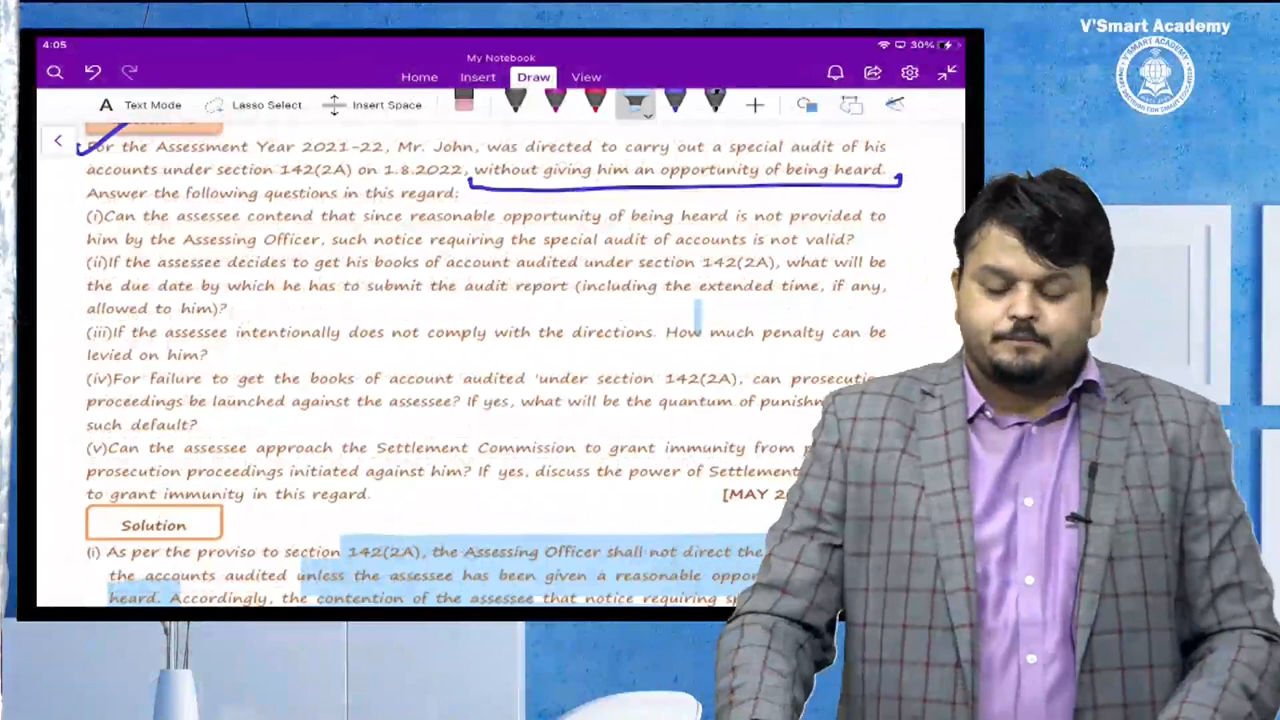 V'Smart Academy
4:05
30%
My Notebook
Home Insert Draw View
Text Mode Lasso Select Insert Space
For the Assessment Year 2021-22, Mr. John, was directed to carry out a special audit of his
accounts under section 142(2A) on 1.8.2022, without giving him an opportunity of being heard.
Answer the following questions in this regard:
(i)Can the assessee contend that since reasonable opportunity of being heard is not provided to
him by the Assessing Officer, such notice requiring the special audit of accounts is not valid?
(ii)If the assessee decides to get his books of account audited under section 142(2A), what will be
the due date by which he has to submit the audit report (including the extended time, if any,
allowed to him)?
(iii)If the assessee intentionally does not comply with the directions. How much penalty can be
levied on him?
(iv)For failure to get the books of account audited 'under section 142(2A), can
proceedings be launched against the assessee? If yes, what will be the quantum of
such default?
(v)Can the assessee approach the Settlement Commission to grant immunity from
prosecution proceedings initiated against him? If yes, discuss the power of Settlement
to grant immunity in this regard. [MAY
Solution
(i) As per the proviso to section 142(2A), the Assessing Officer shall not direct the
the accounts audited unless the assessee has been given a reasonable
heard. Accordingly, the contention of the assessee that notice requiring